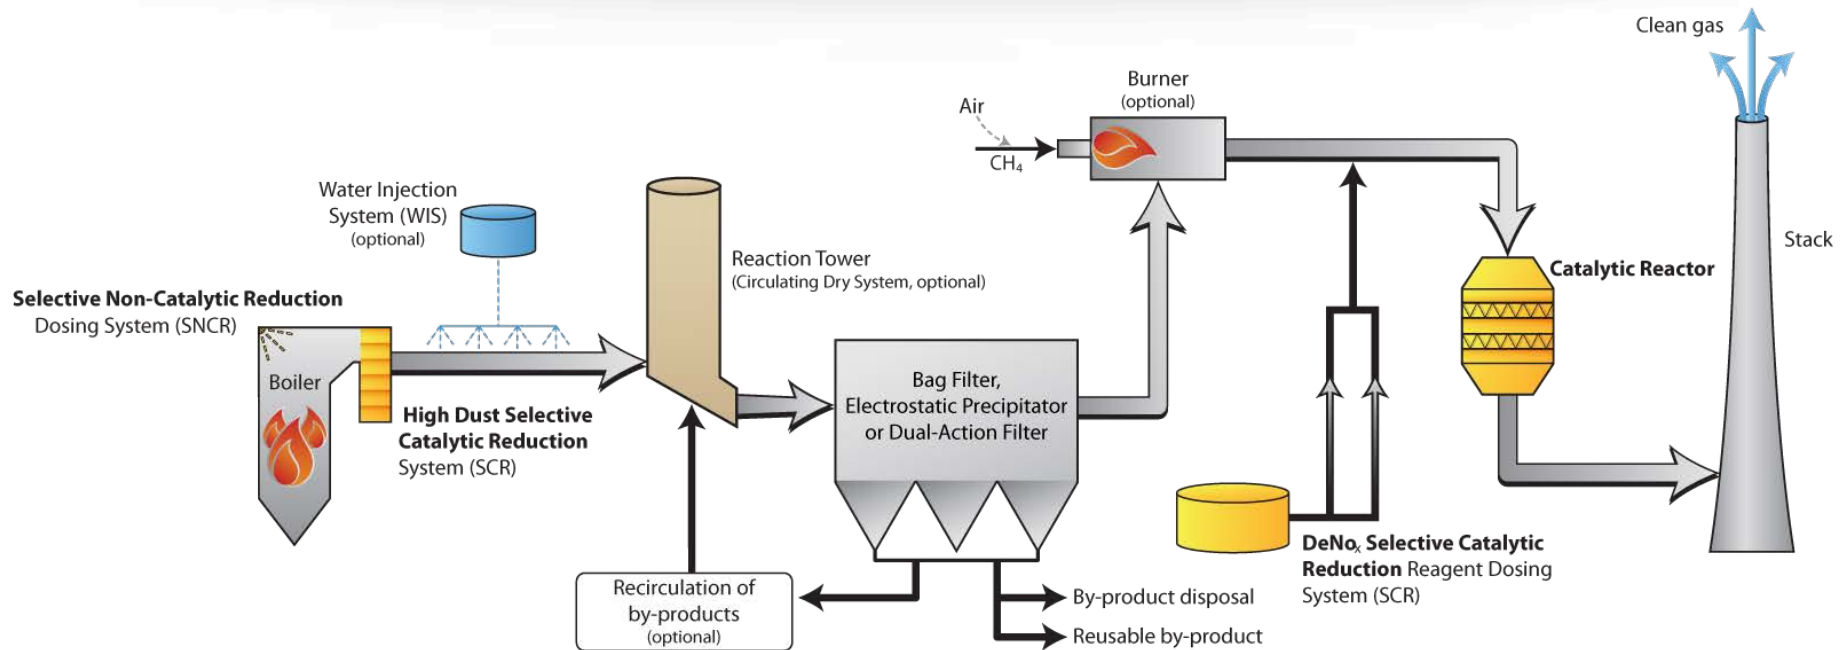 Clean gas
Burner
(optional)
Air
CH₄
Water Injection
System (WIS)
(optional)
Stack
Reaction Tower
(Circulating Dry System, optional)
Catalytic Reactor
Selective Non-Catalytic Reduction
Dosing System (SNCR)
Boiler
High Dust Selective
Catalytic Reduction
System (SCR)
Bag Filter,
Electrostatic Precipitator
or Dual-Action Filter
DeNoₓ Selective Catalytic
Reduction Reagent Dosing
System (SCR)
Recirculation of
by-products
(optional)
By-product disposal
Reusable by-product